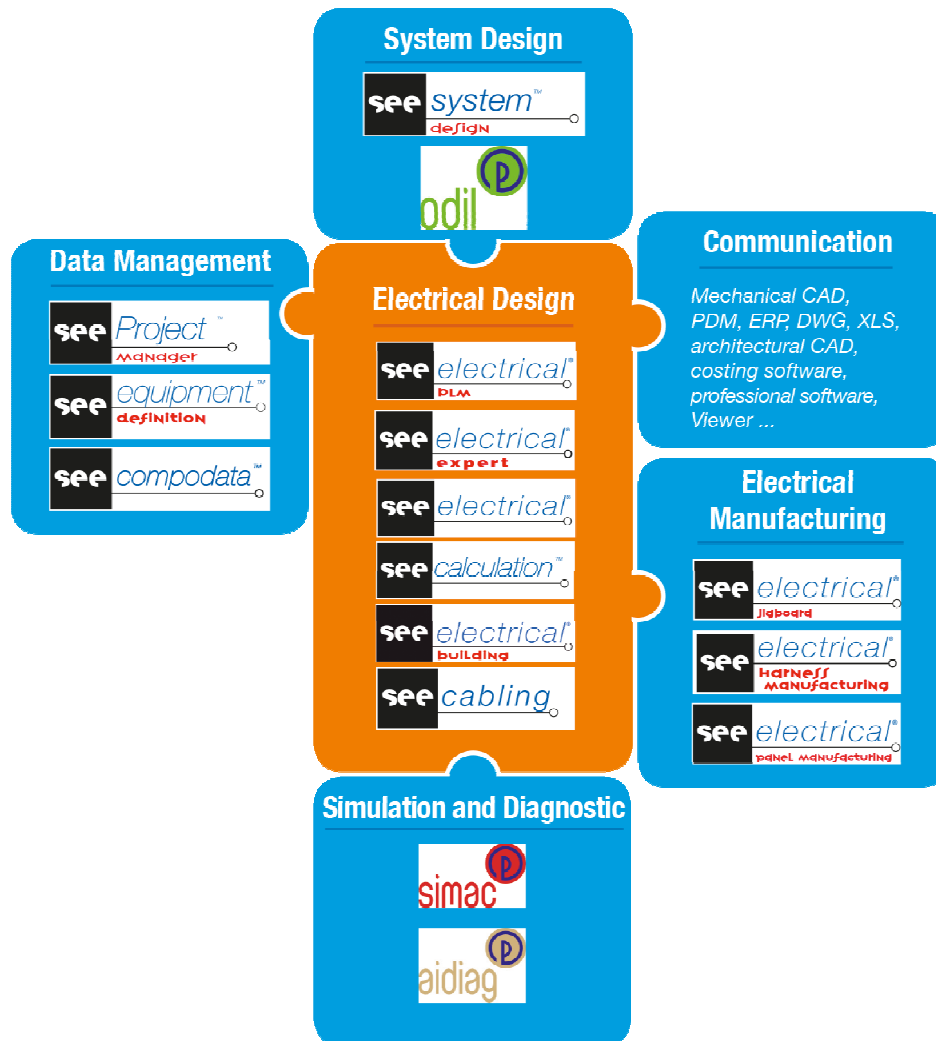 System Design
see system™
design
odil
Data Management
see Project™
manager
see equipment™
definition
see compodata™
Electrical Design
see electrical®
PLM
see electrical®
expert
see electrical®
see calculation™
see electrical®
building
see cabling
Communication
Mechanical CAD,
PDM, ERP, DWG, XLS,
architectural CAD,
costing software,
professional software,
Viewer ...
Electrical
Manufacturing
see electrical®
jigboard
see electrical®
Harness
manufacturing
see electrical®
panel manufacturing
Simulation and Diagnostic
simac
aidiag